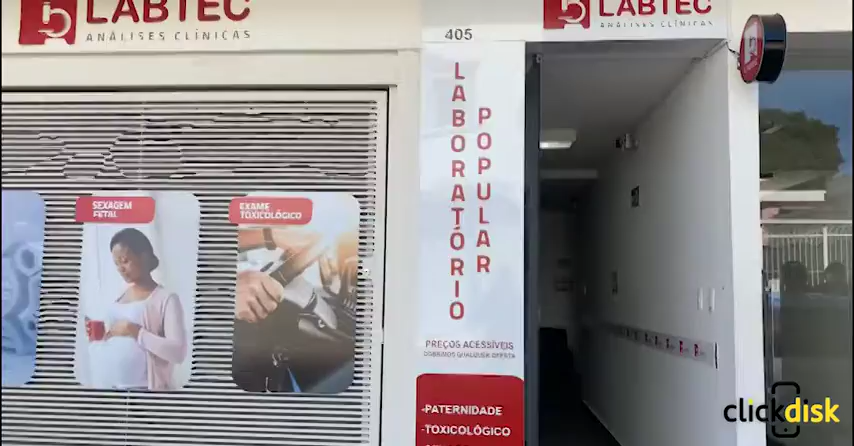 LABTEC
ANÁLISES CLÍNICAS
405
LABTEC
ANÁLISES CLÍNICAS
SEXAGEM
FETAL
EXAME
TOXICOLÓGICO
LABORATÓRIO
POPULAR
PREÇOS ACESSÍVEIS
COBRIMOS QUALQUER OFERTA
-PATERNIDADE
-TOXICOLÓGICO
clickdisk